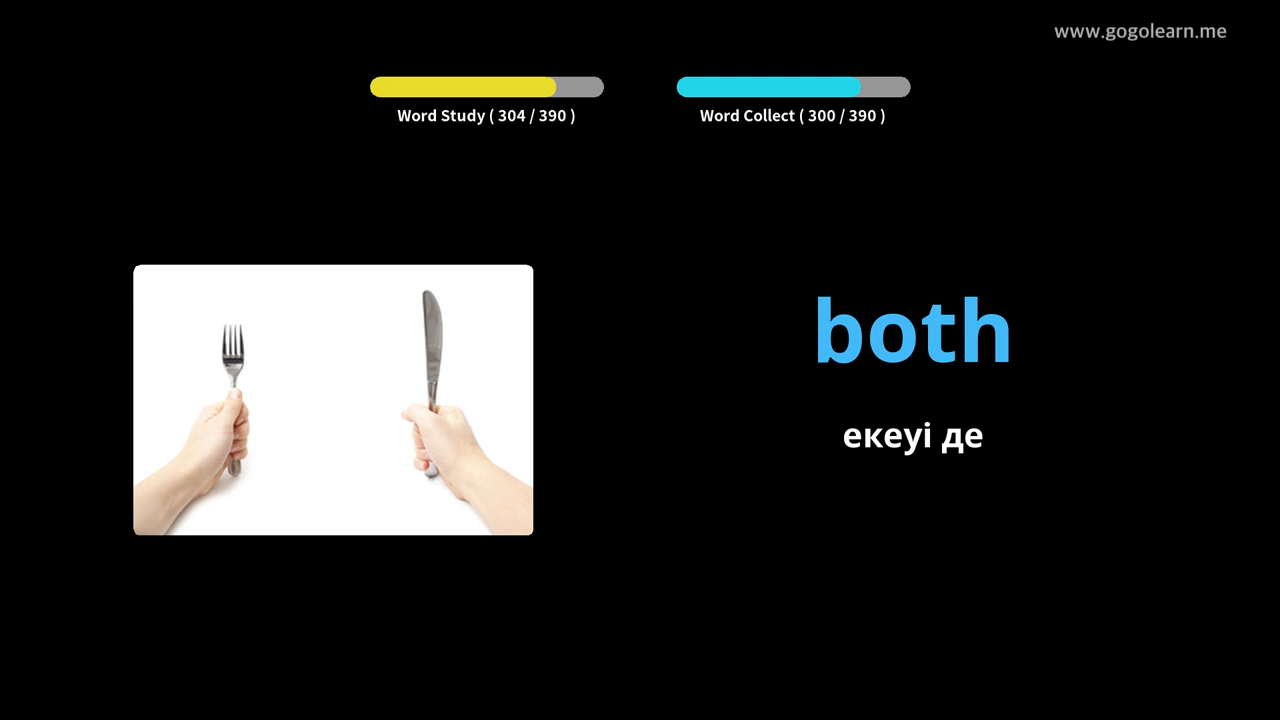 www.gogolearn.me
Word Study ( 304 / 390 )
Word Collect ( 300 / 390 )
both
екеуі де